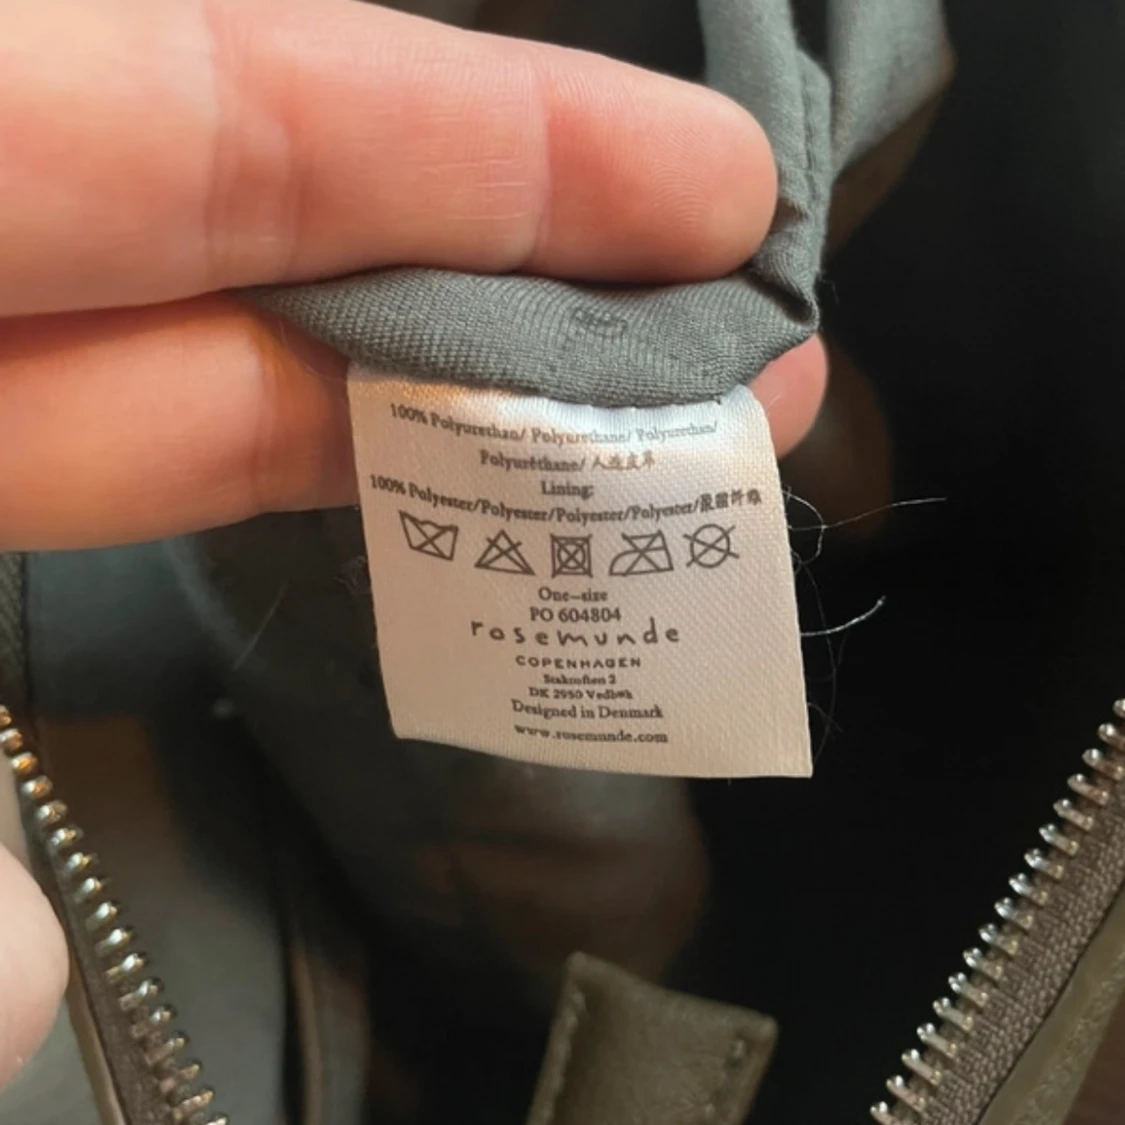 100% Polyurethan/ Polyurethane/ Polyurethan/
Polyuréthane/ 人造皮革
Lining:
100% Polyester/Polyester/Polyester/Polyester/聚酯纤维
One-size
PO 604804
rosemunde
COPENHAGEN
2
DK 2950 Vedbæk
Designed in Denmark
www.rosemunde.com